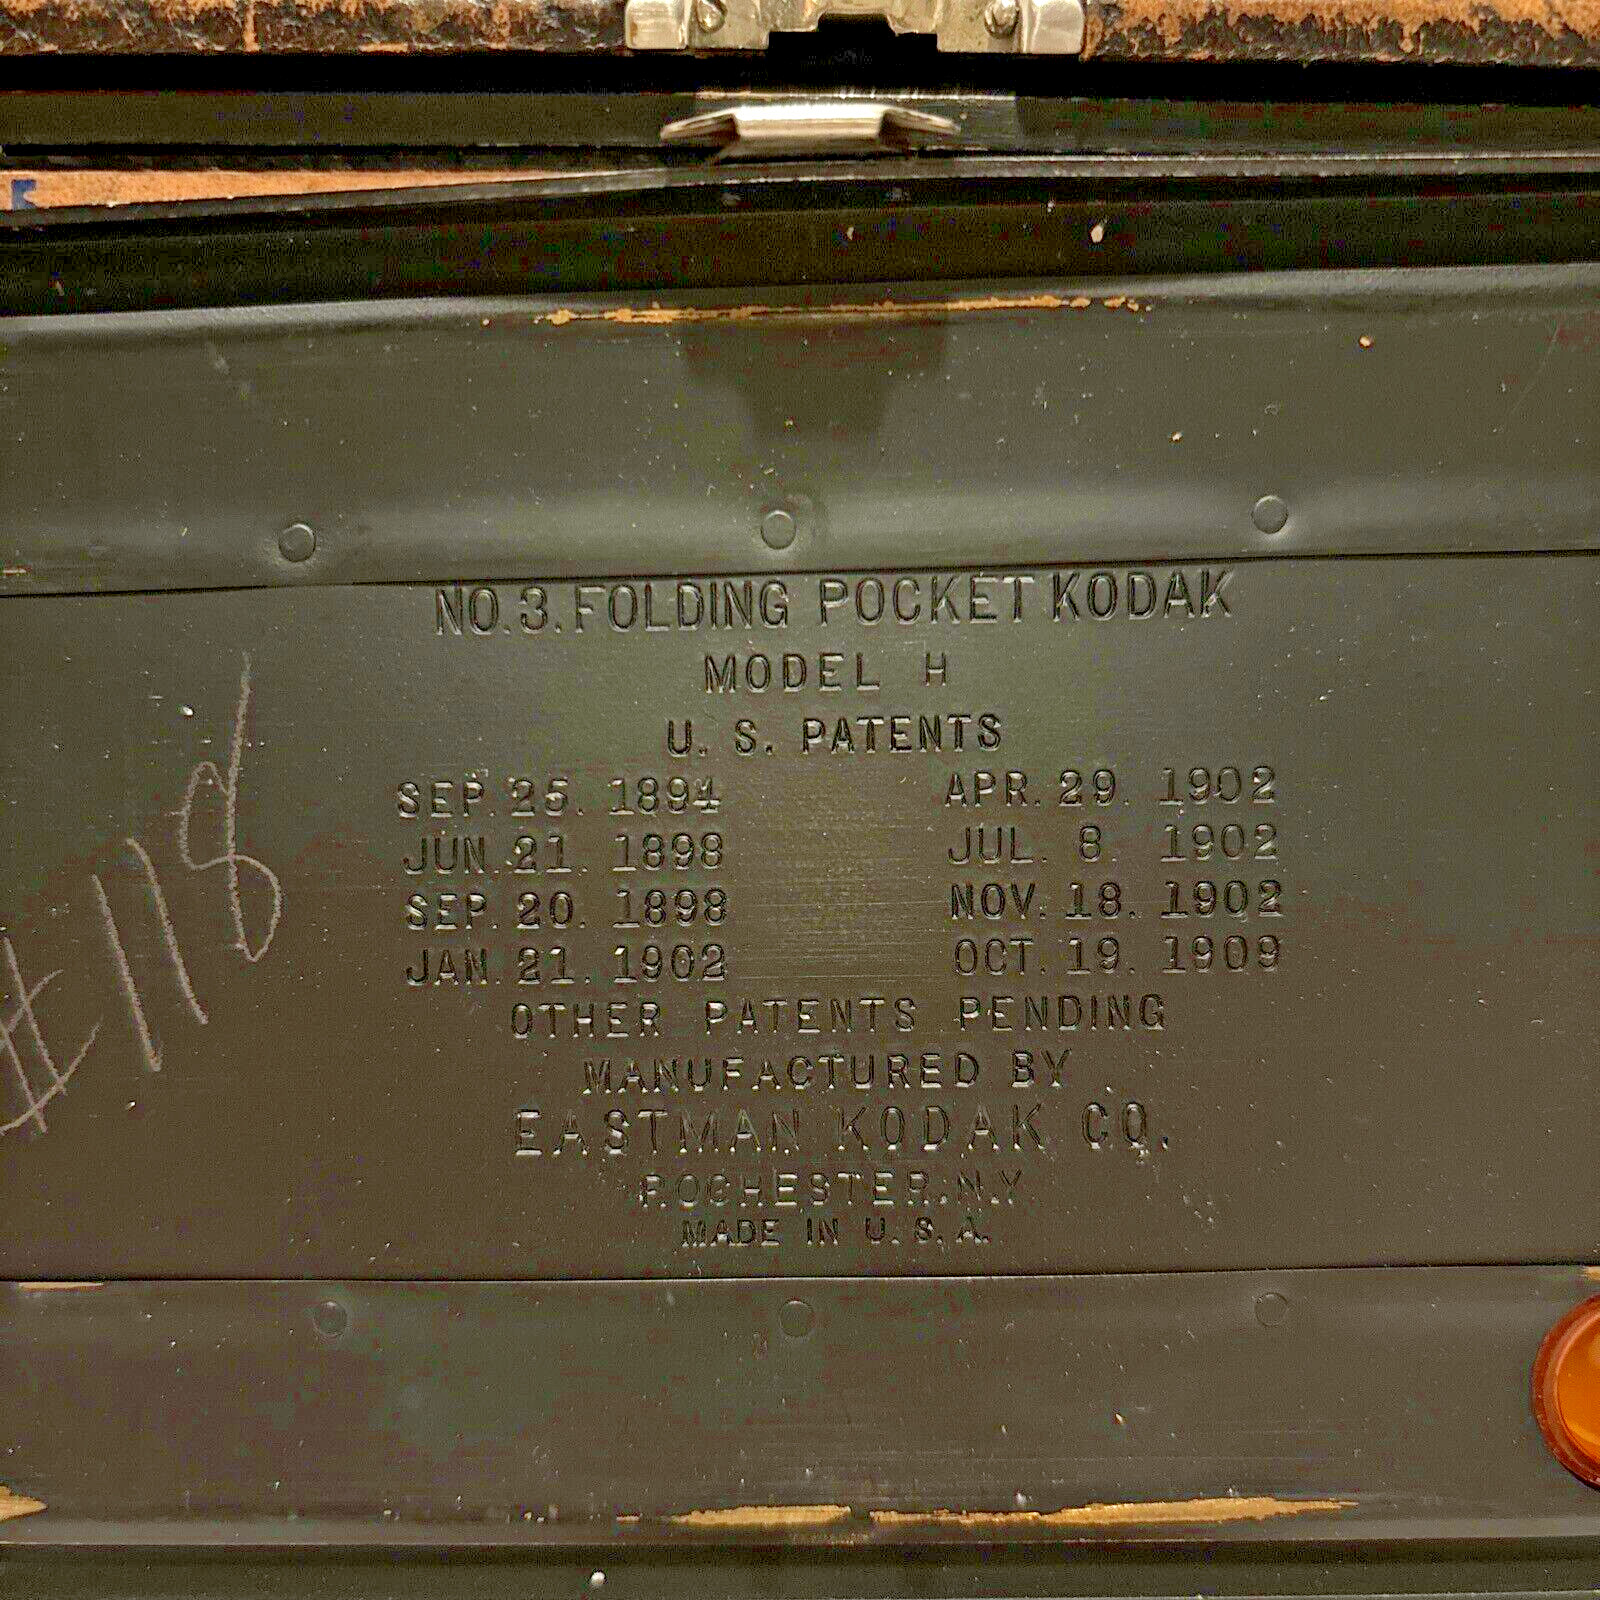 NO. 3. FOLDING POCKET KODAK
MODEL H
U. S. PATENTS
SEP. 25. 1894 APR. 29. 1902
JUN. 21. 1898 JUL. 8. 1902
SEP. 20. 1898 NOV. 18. 1902
JAN. 21. 1902 OCT. 19. 1909
OTHER PATENTS PENDING
MANUFACTURED BY
EASTMAN KODAK CO.
ROCHESTER, N.Y.
MADE IN U. S. A.
#118